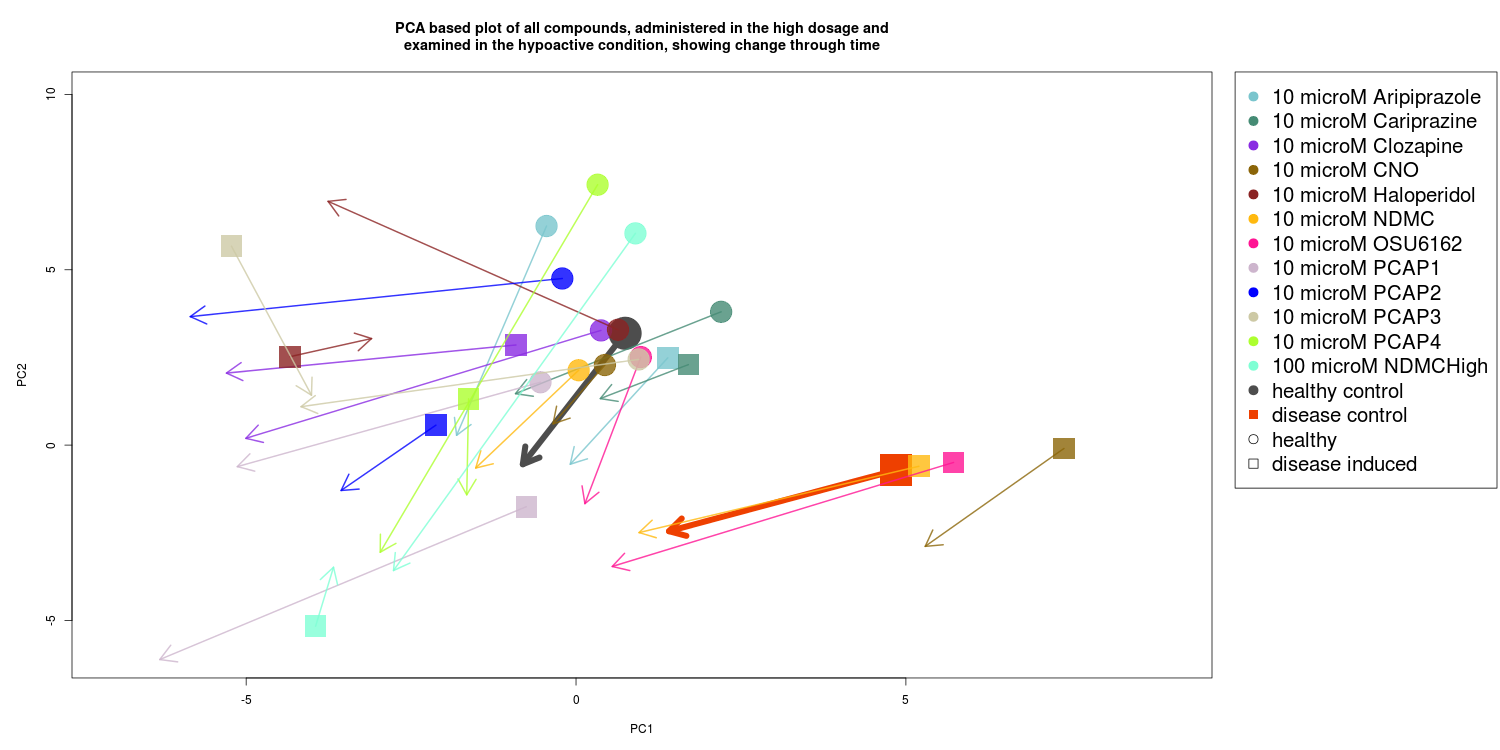 PCA based plot of all compounds, administered in the high dosage and
examined in the hypoactive condition, showing change through time
10
5
0
-5
PC2
-5
0
5
PC1
10 microM Aripiprazole
10 microM Cariprazine
10 microM Clozapine
10 microM CNO
10 microM Haloperidol
10 microM NDMC
10 microM OSU6162
10 microM PCAP1
10 microM PCAP2
10 microM PCAP3
10 microM PCAP4
100 microM NDMCHigh
healthy control
disease control
healthy
disease induced